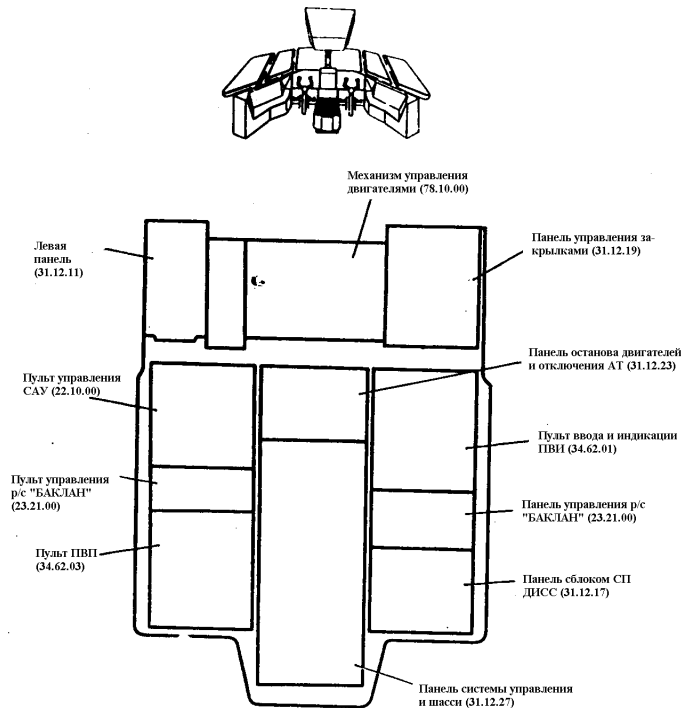 Механизм управления
двигателями (78.10.00)
Левая
панель
(31.12.11)
Панель управления за-
крылками (31.12.19)
Панель останова двигателей
и отключения АТ (31.12.23)
Пульт управления
САУ (22.10.00)
Пульт ввода и индикации
ПВИ (34.62.01)
Пульт управления
р/с "БАКЛАН"
(23.21.00)
Панель управления р/с
"БАКЛАН" (23.21.00)
Пульт ПВП
(34.62.03)
Панель сблоком СП
ДИСС (31.12.17)
Панель системы управления
и шасси (31.12.27)